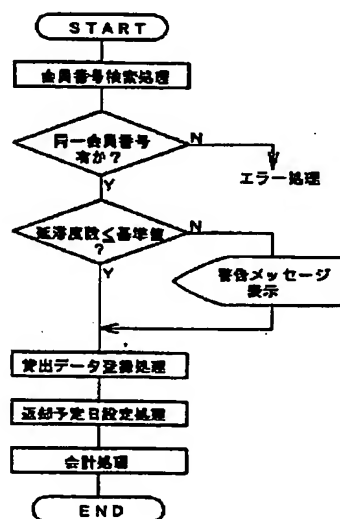 START
会員番号検索処理
同一会員番号
有か?
N
Y
エラー処理
延滞度数≦基準値
?
N
Y
警告メッセージ
表示
貸出データ登録処理
返却予定日設定処理
会計処理
END